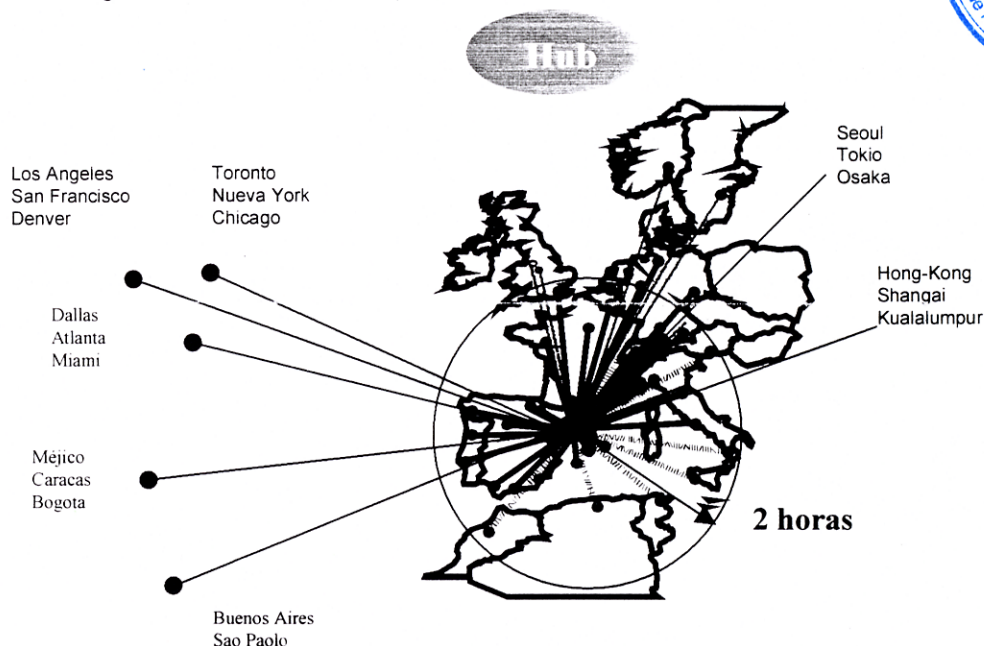 Hub
Seoul
Tokio
Osaka
Los Angeles
San Francisco
Denver
Toronto
Nueva York
Chicago
Hong-Kong
Shangai
Kualalumpur
Dallas
Atlanta
Miami
Méjico
Caracas
Bogota
2 horas
Buenos Aires
Sao Paolo